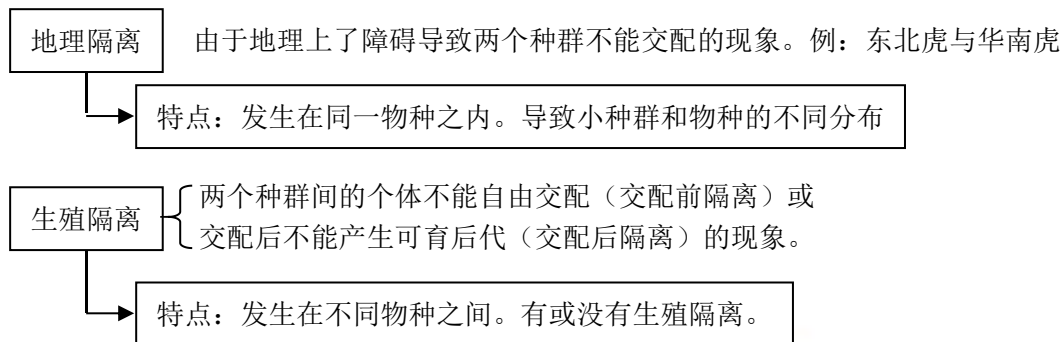 地理隔离 由于地理上了障碍导致两个种群不能交配的现象。例：东北虎与华南虎
特点：发生在同一物种之内。导致小种群和物种的不同分布
两个种群间的个体不能自由交配（交配前隔离）或
生殖隔离
交配后不能产生可育后代（交配后隔离）的现象。
特点：发生在不同物种之间。有或没有生殖隔离。